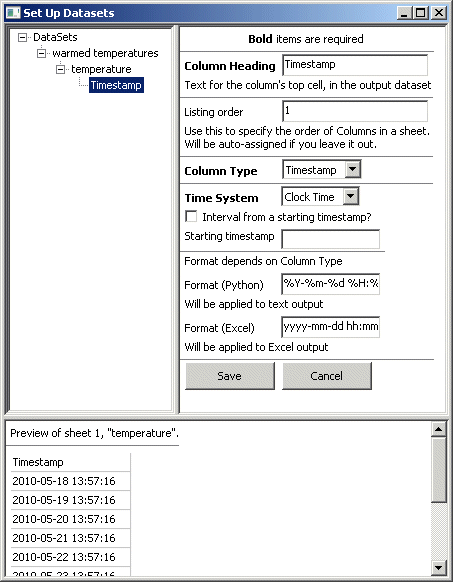 Set Up Datasets
DataSets
warmed temperatures
temperature
Timestamp
Bold items are required
Column Heading Timestamp
Text for the column's top cell, in the output dataset
Listing order 1
Use this to specify the order of Columns in a sheet.
Will be auto-assigned if you leave it out.
Column Type Timestamp
Time System Clock Time
Interval from a starting timestamp?
Starting timestamp
Format depends on Column Type
Format (Python) %Y-%m-%d %H:%
Will be applied to text output
Format (Excel) yyyy-mm-dd hh:mm
Will be applied to Excel output
Save Cancel
Preview of sheet 1, "temperature".
Timestamp
2010-05-18 13:57:16
2010-05-19 13:57:16
2010-05-20 13:57:16
2010-05-21 13:57:16
2010-05-22 13:57:16
2010-05-23 13:57:16